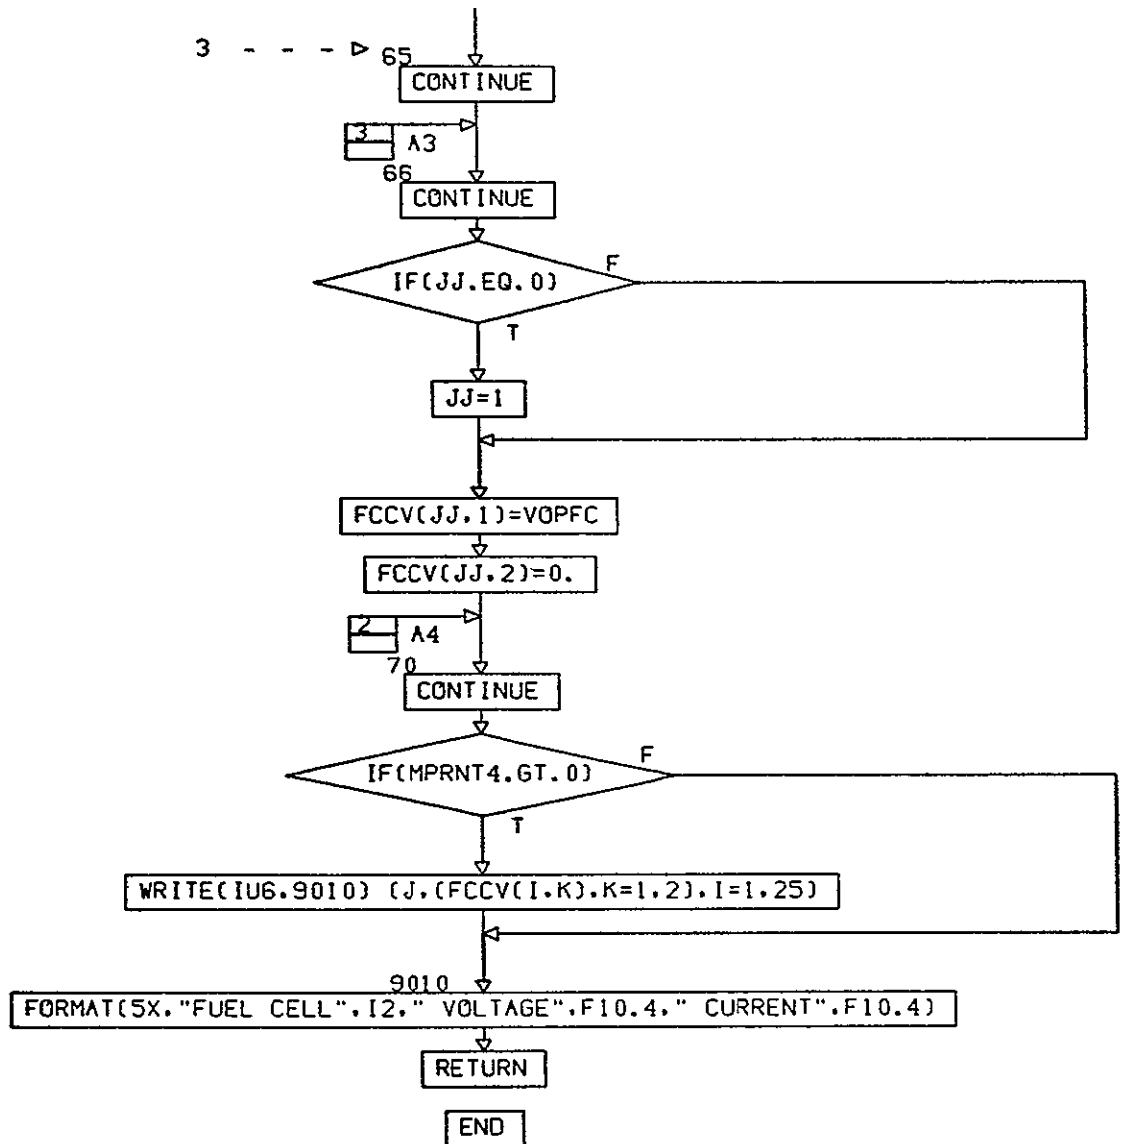 3 - - - ▷ 65
CONTINUE
3 A3
66
CONTINUE
IF(JJ.EQ.0) F
T
JJ=1
FCCV(JJ,1)=VOPFC
FCCV(JJ,2)=0.
2 A4
70
CONTINUE
IF(MPRNT4.GT.0) F
T
WRITE(IU6,9010) (J,(FCCV(I,K),K=1,2),I=1,25)
9010
FORMAT(5X,"FUEL CELL",I2," VOLTAGE",F10.4," CURRENT",F10.4)
RETURN
END